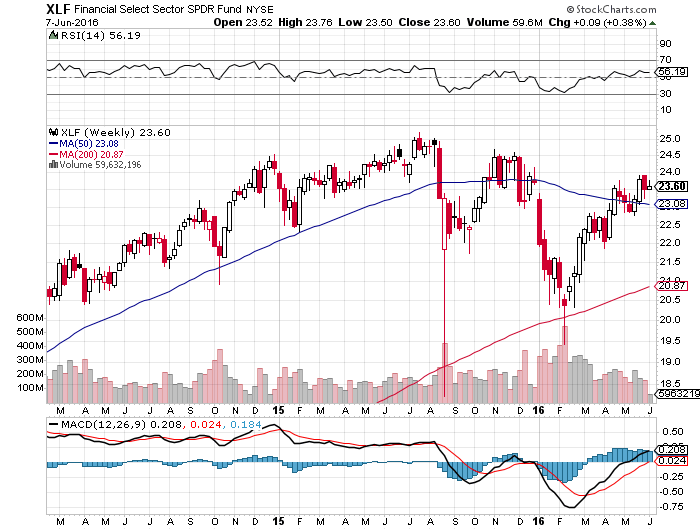 XLF Financial Select Sector SPDR Fund NYSE © StockCharts.com
7-Jun-2016 Open 23.52 High 23.76 Low 23.50 Close 23.60 Volume 59.6M Chg +0.09 (+0.38%)
RSI(14) 56.19
90
70
56.19
50
30
10
XLF (Weekly) 23.60
MA(50) 23.08
MA(200) 20.87
Volume 59,632,196
25.0
24.5
24.0
23.60
23.08
22.5
22.0
21.5
21.0
20.87
20.5
20.0
19.5
19.0
18.5
600M
500M
400M
300M
200M
100M
59632196
M A M J J A S O N D 15 F M A M J J A S O N D 16 F M A M J
MACD(12,26,9) 0.208, 0.024, 0.184
0.50
0.25
0.208
0.024
-0.25
-0.50
-0.75
M A M J J A S O N D 15 F M A M J J A S O N D 16 F M A M J